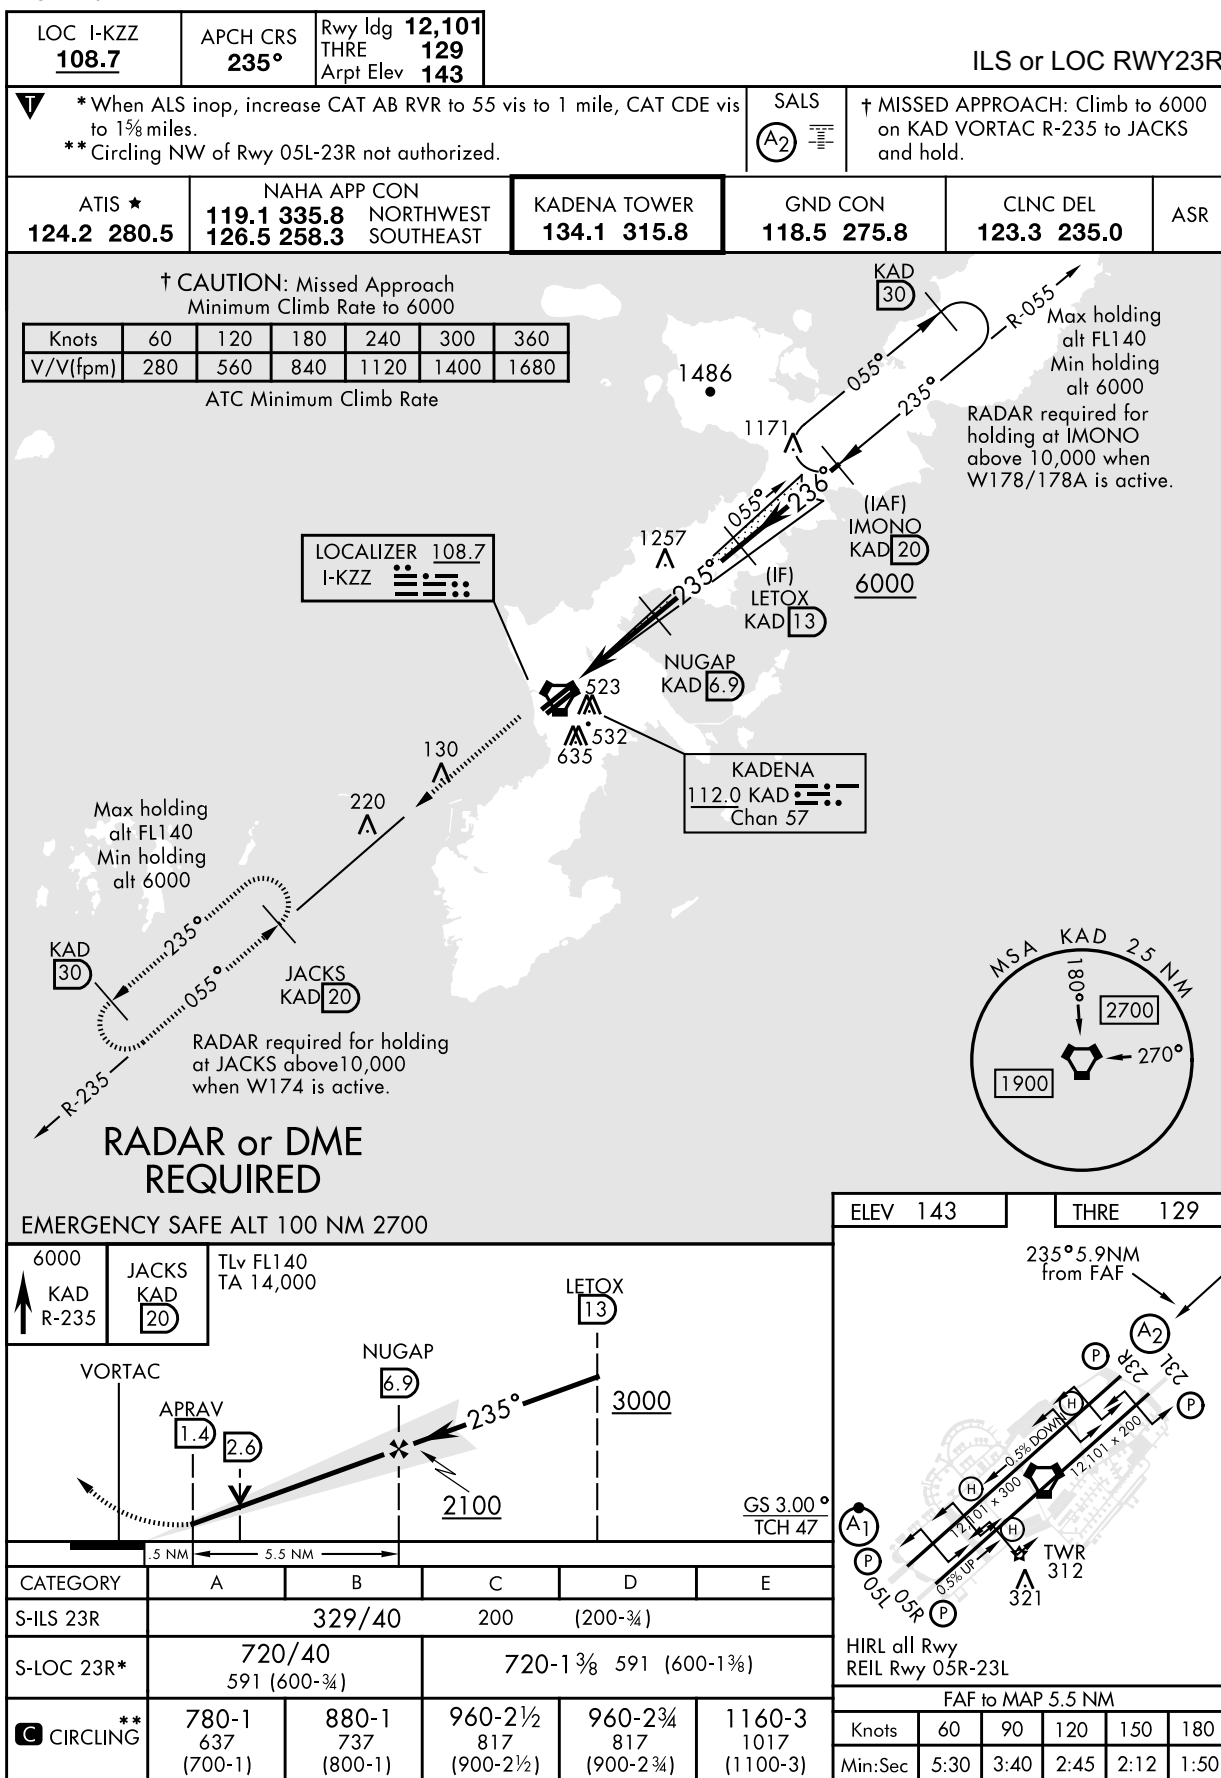 LOC I-KZZ
108.7
APCH CRS
235°
Rwy ldg 12,101
THRE 129
Arpt Elev 143
ILS or LOC RWY23R
T
* When ALS inop, increase CAT AB RVR to 55 vis to 1 mile, CAT CDE vis
to 1⅝ miles.
** Circling NW of Rwy 05L-23R not authorized.
SALS
A2
† MISSED APPROACH: Climb to 6000
on KAD VORTAC R-235 to JACKS
and hold.
ATIS ★
124.2 280.5
NAHA APP CON
119.1 335.8 NORTHWEST
126.5 258.3 SOUTHEAST
KADENA TOWER
134.1 315.8
GND CON
118.5 275.8
CLNC DEL
123.3 235.0
ASR
† CAUTION: Missed Approach
Minimum Climb Rate to 6000
Knots 60 120 180 240 300 360
V/V(fpm) 280 560 840 1120 1400 1680
ATC Minimum Climb Rate
KAD
30
R-055
Max holding
alt FL140
Min holding
alt 6000
RADAR required for
holding at IMONO
above 10,000 when
W178/178A is active.
055°
235°
1486
1171
055°
236°
(IAF)
IMONO
KAD 20
6000
1257
235°
(IF)
LETOX
KAD 13
LOCALIZER 108.7
I-KZZ
NUGAP
KAD 6.9
523
532
635
KADENA
112.0 KAD
Chan 57
130
220
Max holding
alt FL140
Min holding
alt 6000
235°
055°
KAD
30
JACKS
KAD 20
RADAR required for holding
at JACKS above10,000
when W174 is active.
R-235
MSA KAD 25 NM
180°
2700
270°
1900
RADAR or DME
REQUIRED
EMERGENCY SAFE ALT 100 NM 2700
ELEV 143
THRE 129
6000
KAD
R-235
JACKS
KAD
20
TLv FL140
TA 14,000
LETOX
13
VORTAC
NUGAP
6.9
APRAV
1.4
2.6
235°
3000
2100
GS 3.00°
TCH 47
.5 NM
5.5 NM
235° 5.9NM
from FAF
A2
P
23R
23L
P
H
0.5% DOWN
12,101 × 200
H
12,101 × 300
H
A1
P
05L
05R
P
0.5% UP
TWR
312
321
HIRL all Rwy
REIL Rwy 05R-23L
CATEGORY A B C D E
S-ILS 23R 329/40 200 (200-¾)
S-LOC 23R* 720/40 591 (600-¾) 720-1⅜ 591 (600-1⅜)
C CIRCLING **
780-1 880-1 960-2½ 960-2¾ 1160-3
637 737 817 817 1017
(700-1) (800-1) (900-2½) (900-2¾) (1100-3)
FAF to MAP 5.5 NM
Knots 60 90 120 150 180
Min:Sec 5:30 3:40 2:45 2:12 1:50